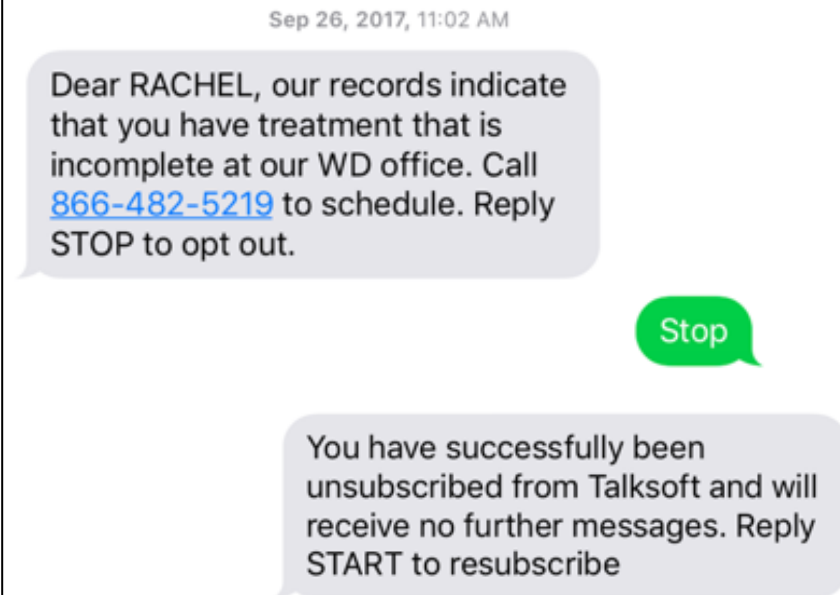 Sep 26, 2017, 11:02 AM
Dear RACHEL, our records indicate
that you have treatment that is
incomplete at our WD office. Call
866-482-5219 to schedule. Reply
STOP to opt out.
Stop
You have successfully been
unsubscribed from Talksoft and will
receive no further messages. Reply
START to resubscribe